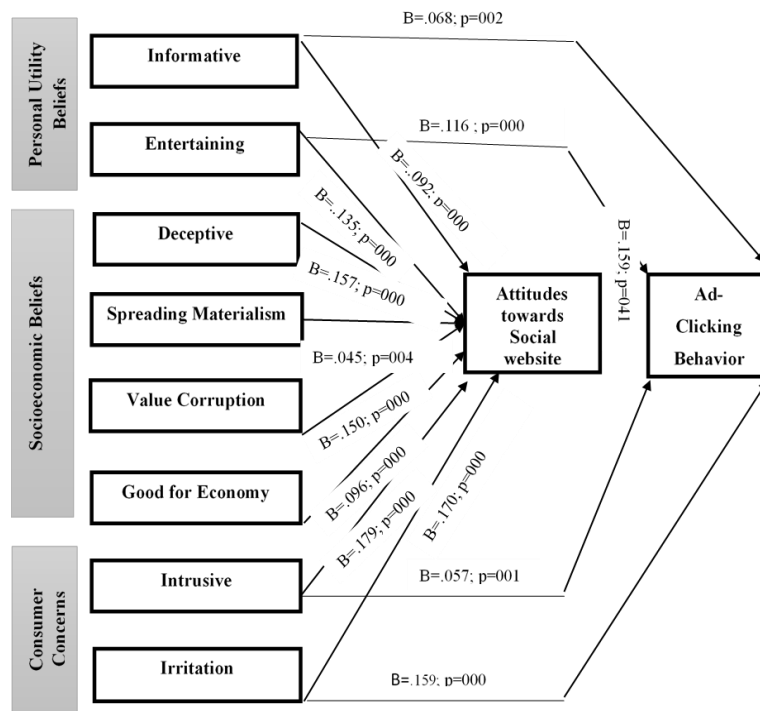 Personal Utility
Beliefs
Informative
B=.068; p=002
Entertaining
B=.116 ; p=000
B=..092; p=000
Socioeconomic Beliefs
Deceptive
B=..135; p=000
B=.157; p=000
B=.159; p=041
Spreading Materialism
B=.045; p=004
Attitudes
towards
Social
website
Ad-
Clicking
Behavior
Value Corruption
B=.150; p=000
Good for Economy
B=.096; p=000
B=.179; p=000
B=.170; p=000
Consumer
Concerns
Intrusive
B=.057; p=001
Irritation
B=.159; p=000